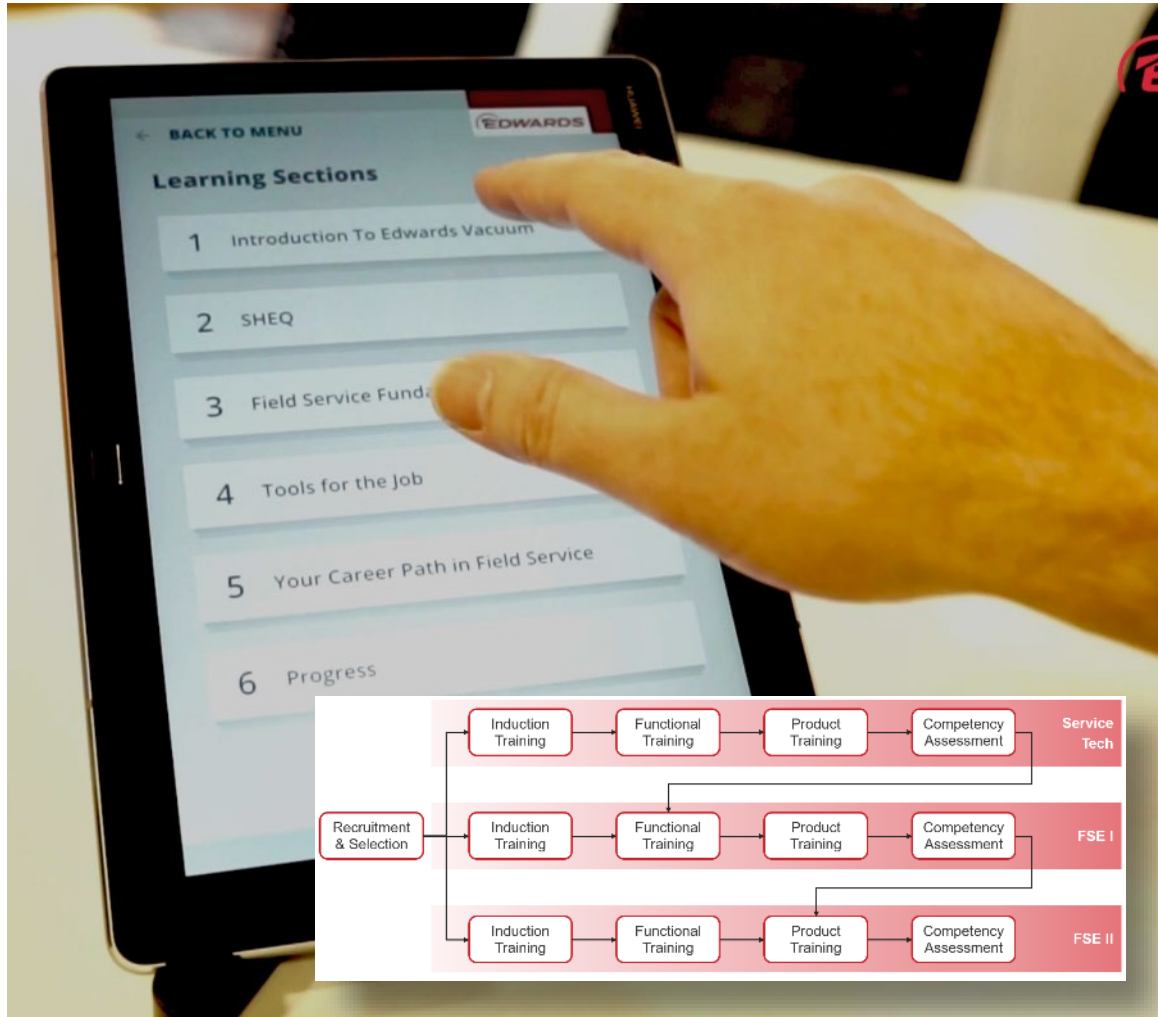 ← BACK TO MENU
EDWARDS
HUAWEI
Learning Sections
1 Introduction To Edwards Vacuum
2 SHEQ
3 Field Service Funda
4 Tools for the Job
5 Your Career Path in Field Service
6 Progress
Recruitment
& Selection
Induction
Training
Functional
Training
Product
Training
Competency
Assessment
Service
Tech
Induction
Training
Functional
Training
Product
Training
Competency
Assessment
FSE I
Induction
Training
Functional
Training
Product
Training
Competency
Assessment
FSE II